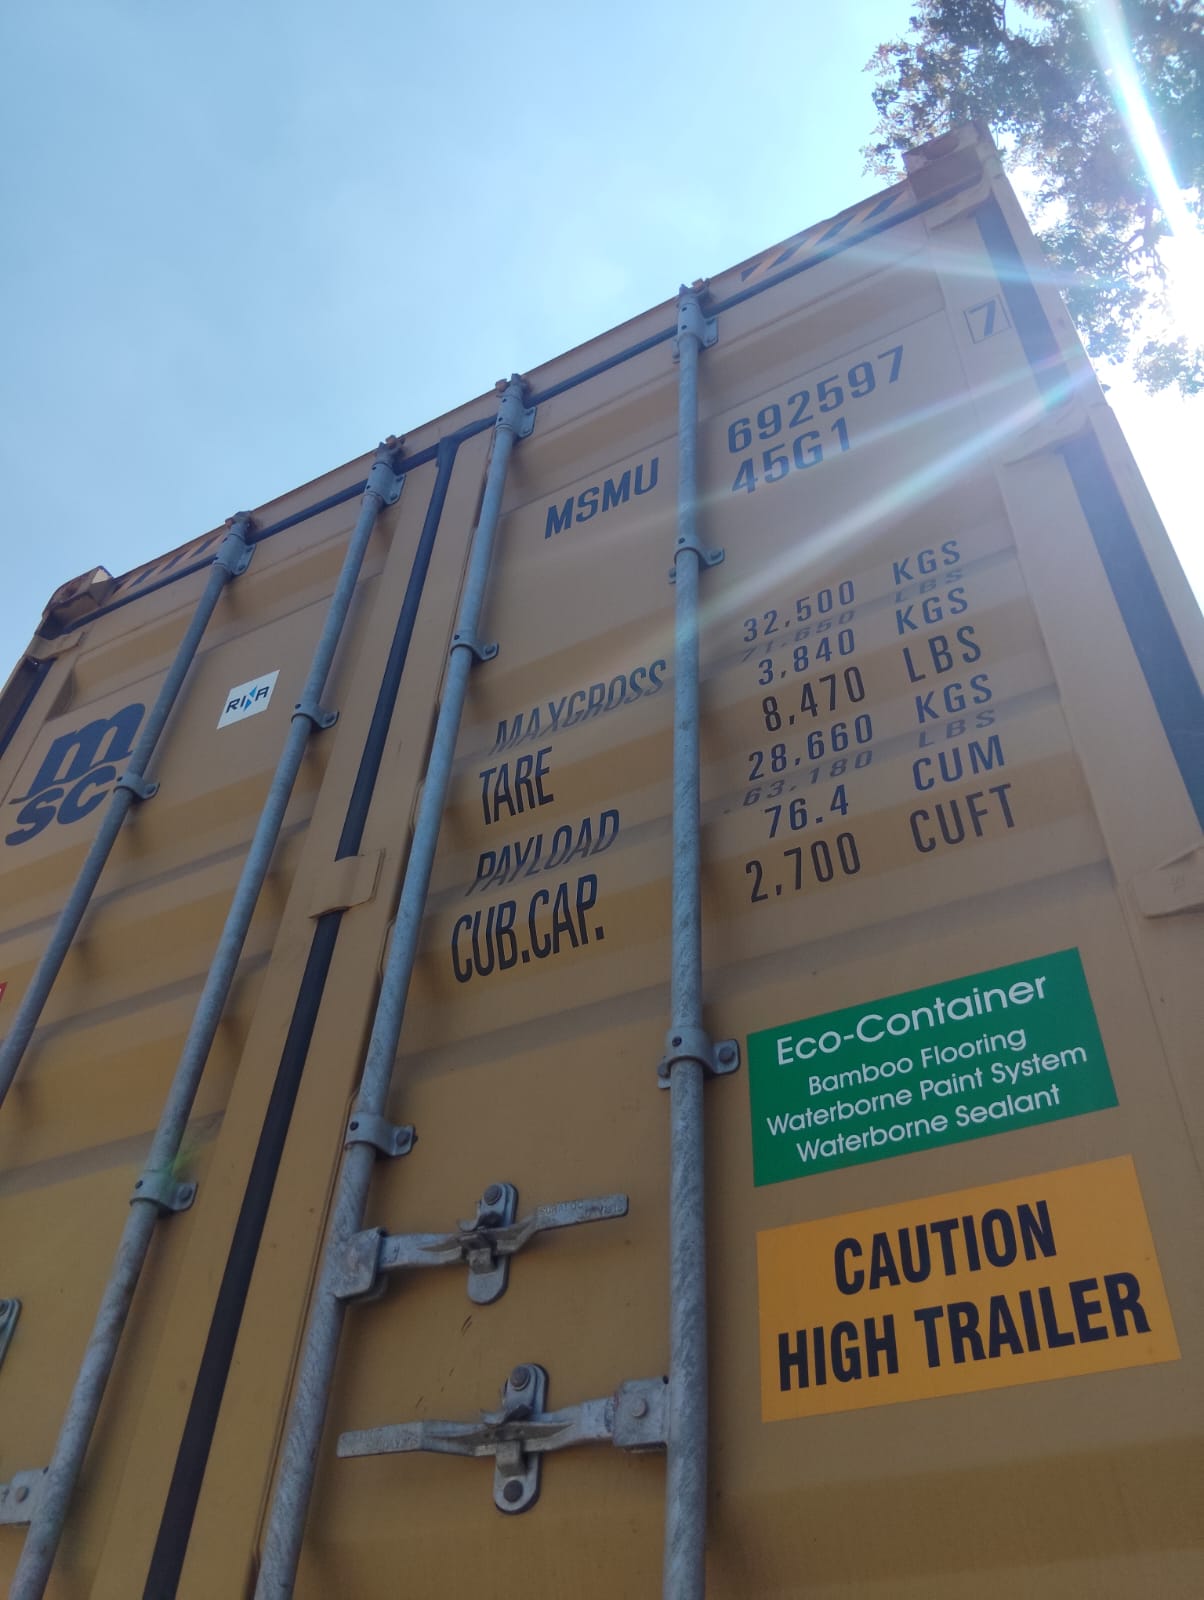 7
MSMU 692597
45G1
MAXGROSS 32.500 KGS
71.650 LBS
TARE 3.840 KGS
8.470 LBS
PAYLOAD 28.660 KGS
63.180 LBS
CUB.CAP. 76.4 CUM
2.700 CUFT
m
sc
RINA
Eco-Container
Bamboo Flooring
Waterborne Paint System
Waterborne Sealant
CAUTION
HIGH TRAILER